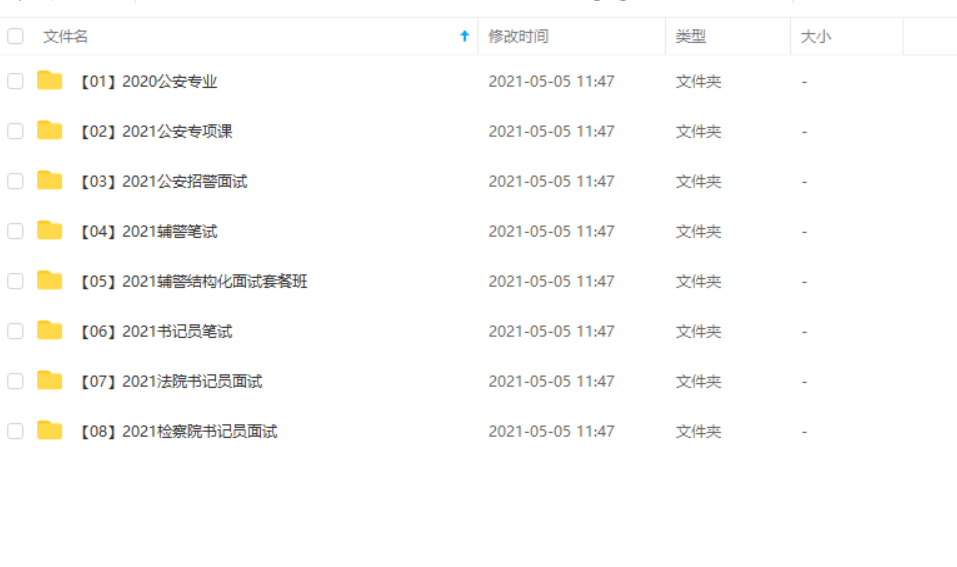 文件名 修改时间 类型 大小
【01】2020公安专业 2021-05-05 11:47 文件夹 -
【02】2021公安专项课 2021-05-05 11:47 文件夹 -
【03】2021公安招警面试 2021-05-05 11:47 文件夹 -
【04】2021辅警笔试 2021-05-05 11:47 文件夹 -
【05】2021辅警结构化面试套餐班 2021-05-05 11:47 文件夹 -
【06】2021书记员笔试 2021-05-05 11:47 文件夹 -
【07】2021法院书记员面试 2021-05-05 11:47 文件夹 -
【08】2021检察院书记员面试 2021-05-05 11:47 文件夹 -